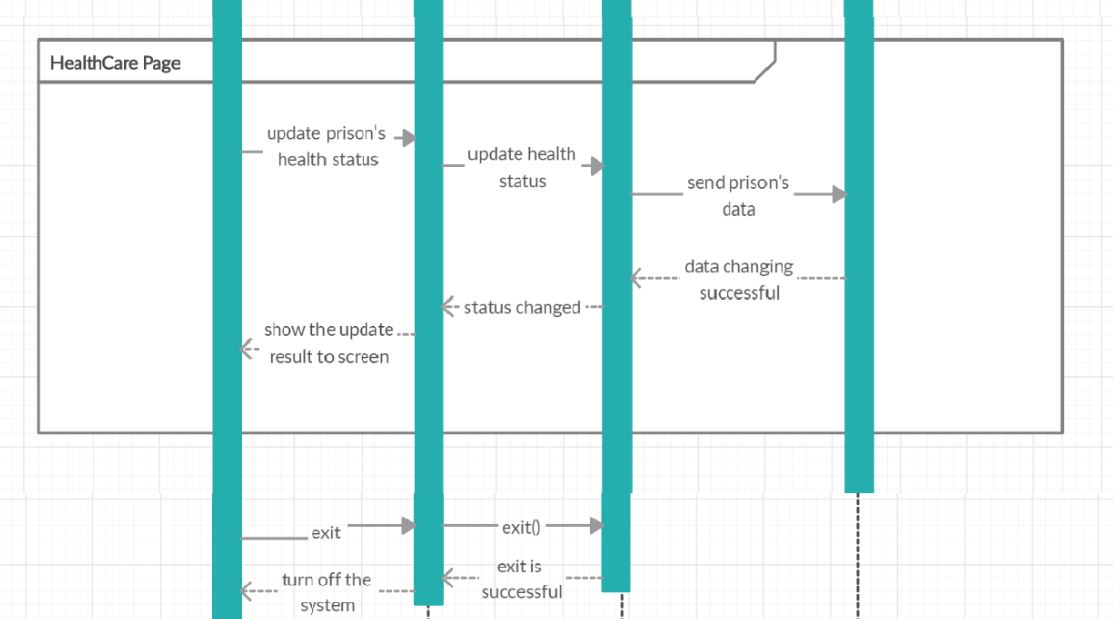 HealthCare Page
update prison's
health status
update health
status
send prison's
data
data changing
successful
status changed
show the update
result to screen
exit
exit()
exit is
successful
turn off the
system